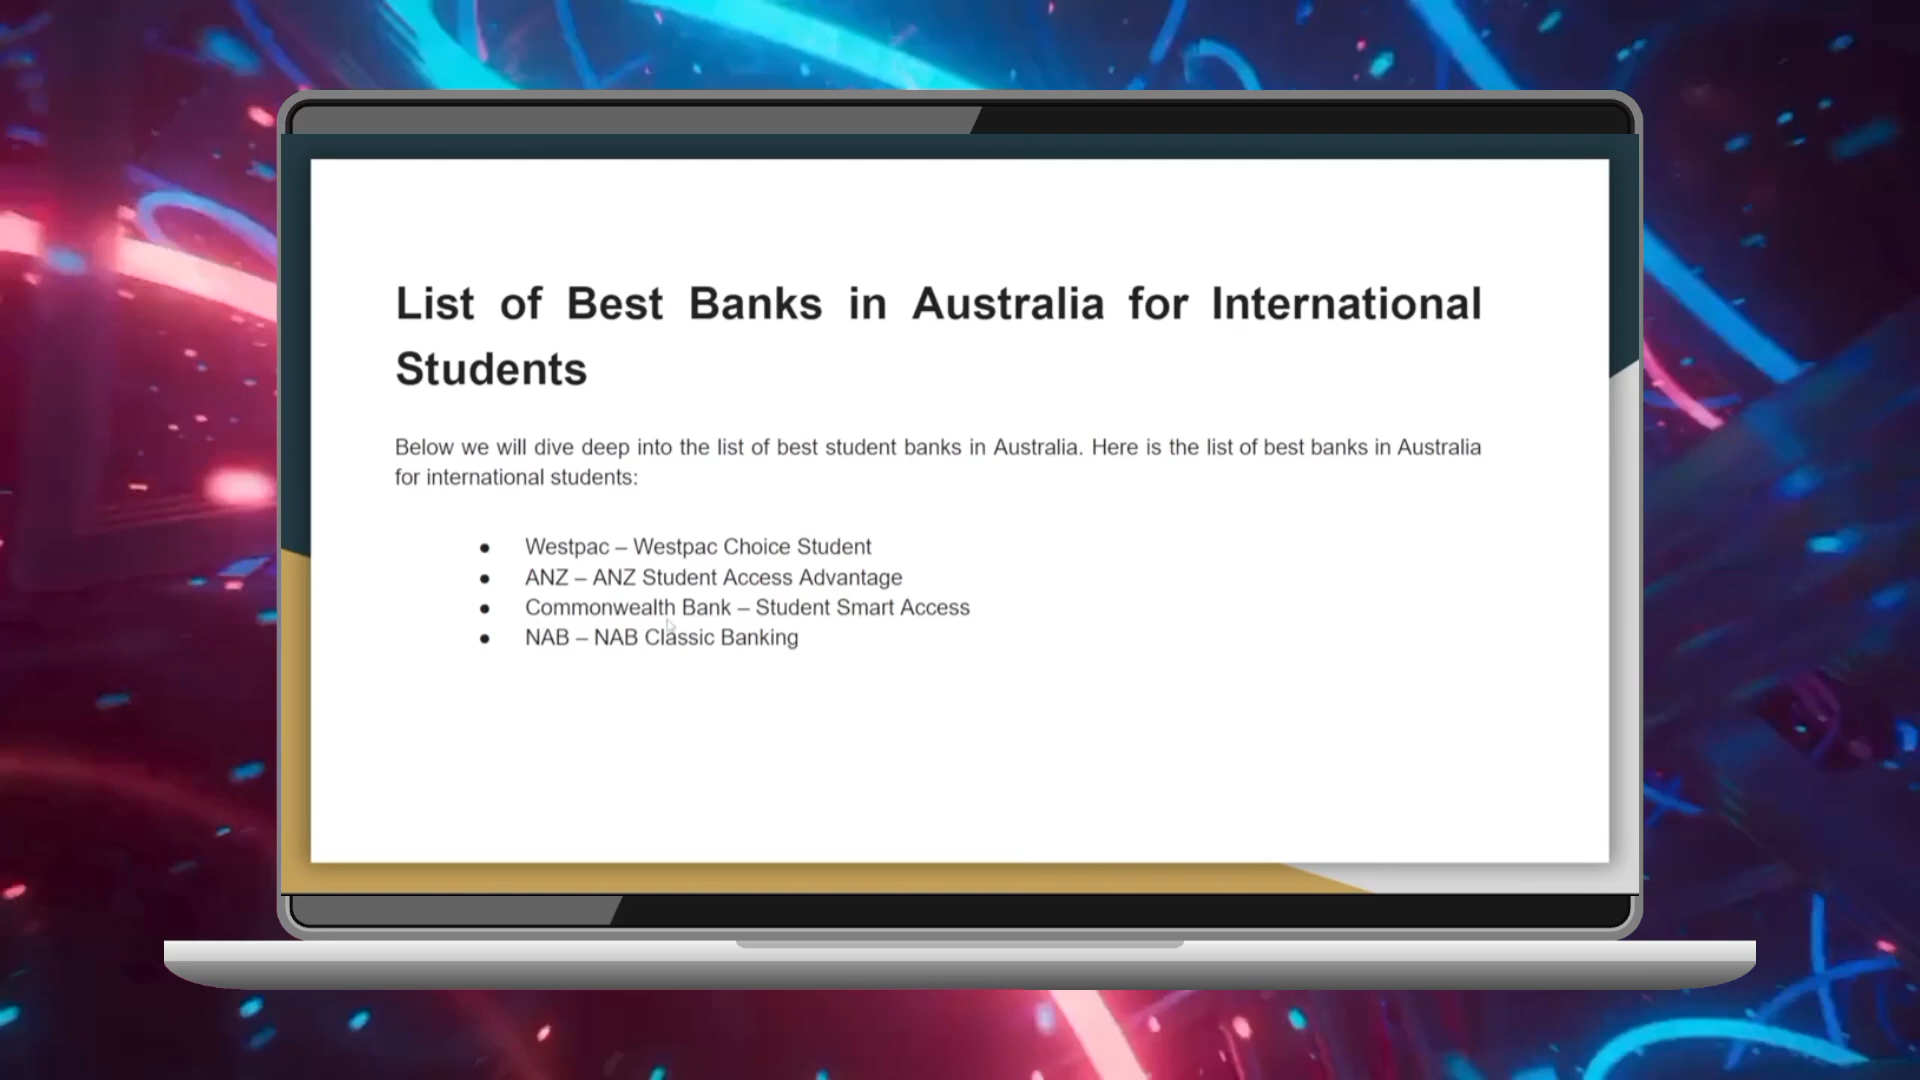 List of Best Banks in Australia for International
Students
Below we will dive deep into the list of best student banks in Australia. Here is the list of best banks in Australia
for international students:
● Westpac – Westpac Choice Student
● ANZ – ANZ Student Access Advantage
● Commonwealth Bank – Student Smart Access
● NAB – NAB Classic Banking